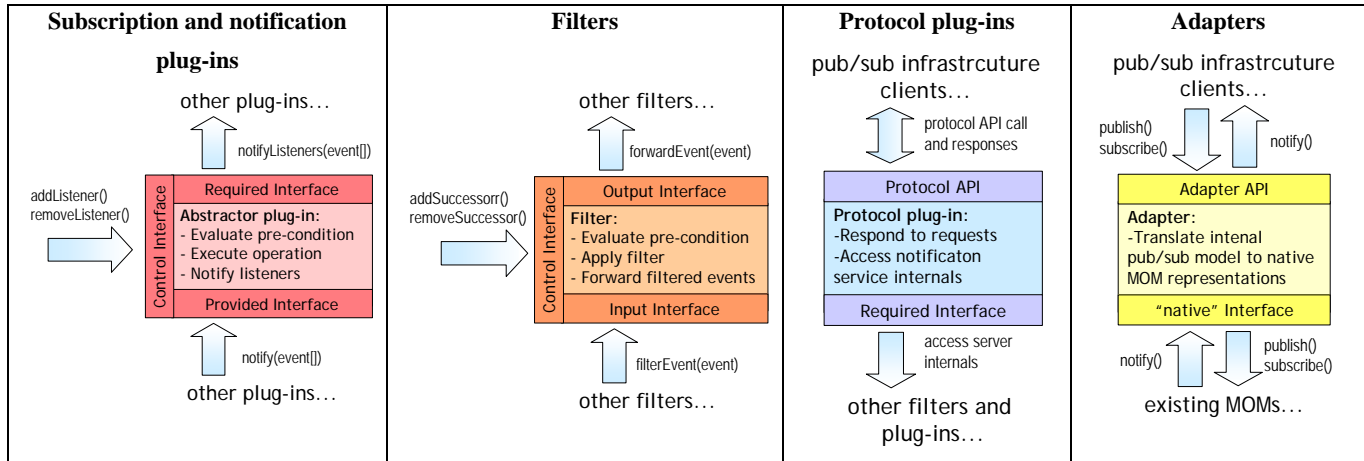 Subscription and notification
plug-ins
other plug-ins…
notifyListeners(event[])
addListener()
removeListener()
Control Interface
Required Interface
Abstractor plug-in:
- Evaluate pre-condition
- Execute operation
- Notify listeners
Provided Interface
notify(event[])
other plug-ins…
Filters
other filters…
forwardEvent(event)
addSuccessorr()
removeSuccessor()
Control Interface
Output Interface
Filter:
- Evaluate pre-condition
- Apply filter
- Forward filtered events
Input Interface
filterEvent(event)
other filters…
Protocol plug-ins
pub/sub infrastrcuture
clients…
protocol API call
and responses
Protocol API
Protocol plug-in:
-Respond to requests
-Access notificaton
service internals
Required Interface
access server
internals
other filters and
plug-ins…
Adapters
pub/sub infrastrcuture
clients…
publish()
subscribe()
notify()
Adapter API
Adapter:
-Translate intenal
pub/sub model to native
MOM representations
“native” Interface
notify()
publish()
subscribe()
existing MOMs…